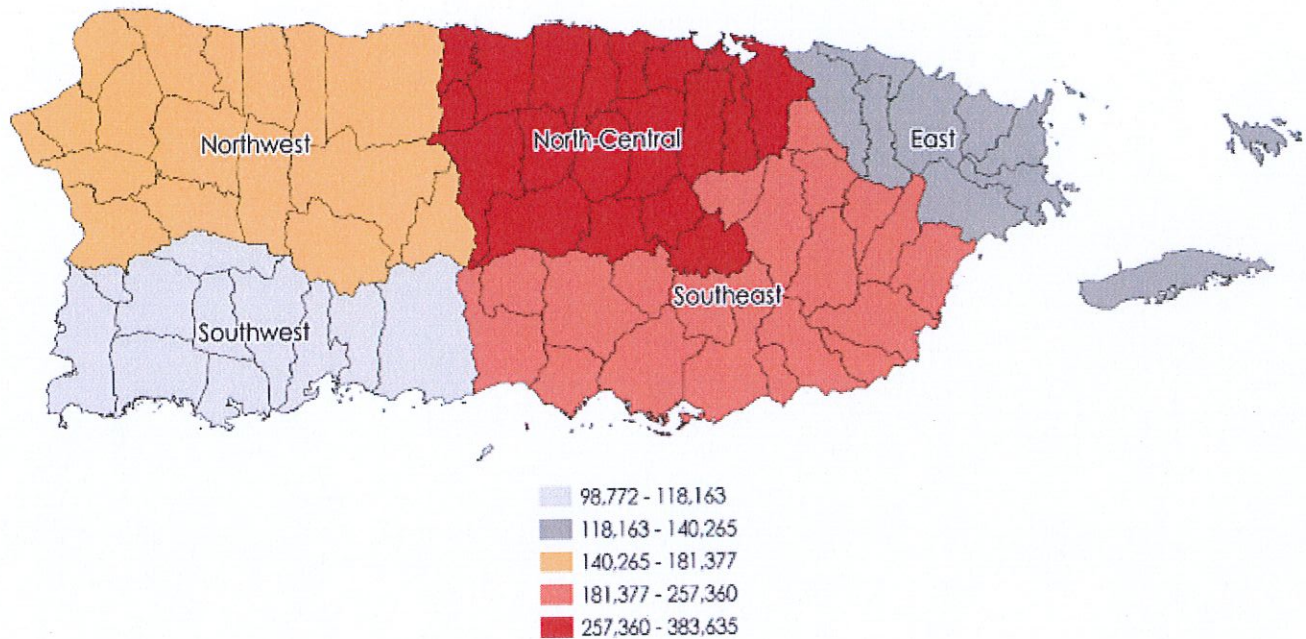 Northwest
North-Central
East
Southeast
Southwest
98,772 - 118,163
118,163 - 140,265
140,265 - 181,377
181,377 - 257,360
257,360 - 383,635